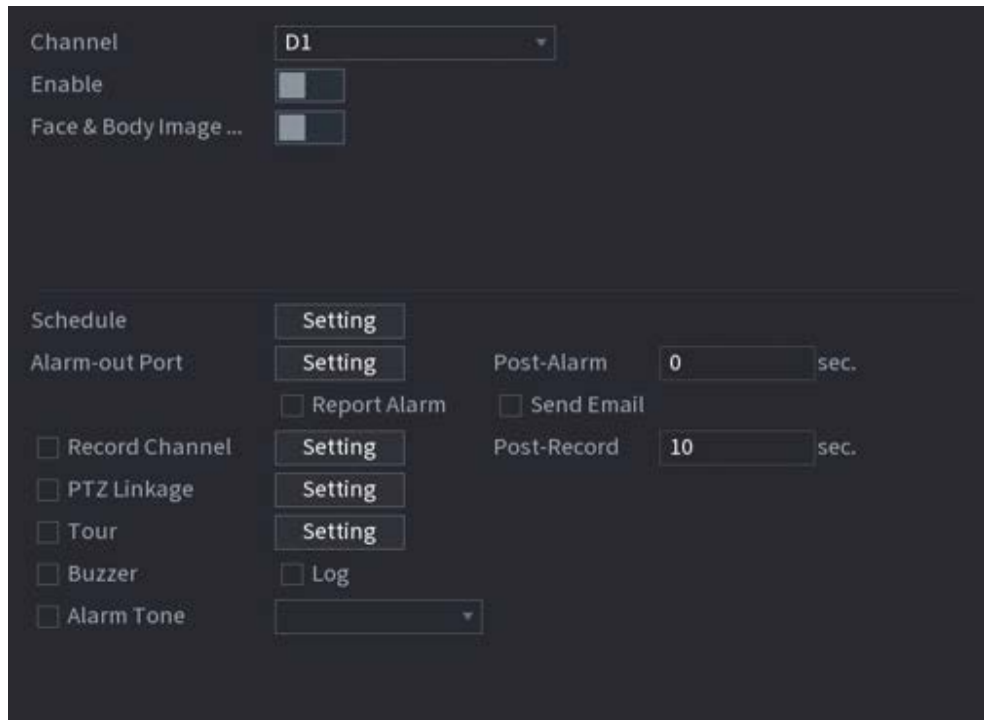 Channel D1
Enable
Face & Body Image ...
Schedule Setting
Alarm-out Port Setting Post-Alarm 0 sec.
Report Alarm Send Email
Record Channel Setting Post-Record 10 sec.
PTZ Linkage Setting
Tour Setting
Buzzer Log
Alarm Tone